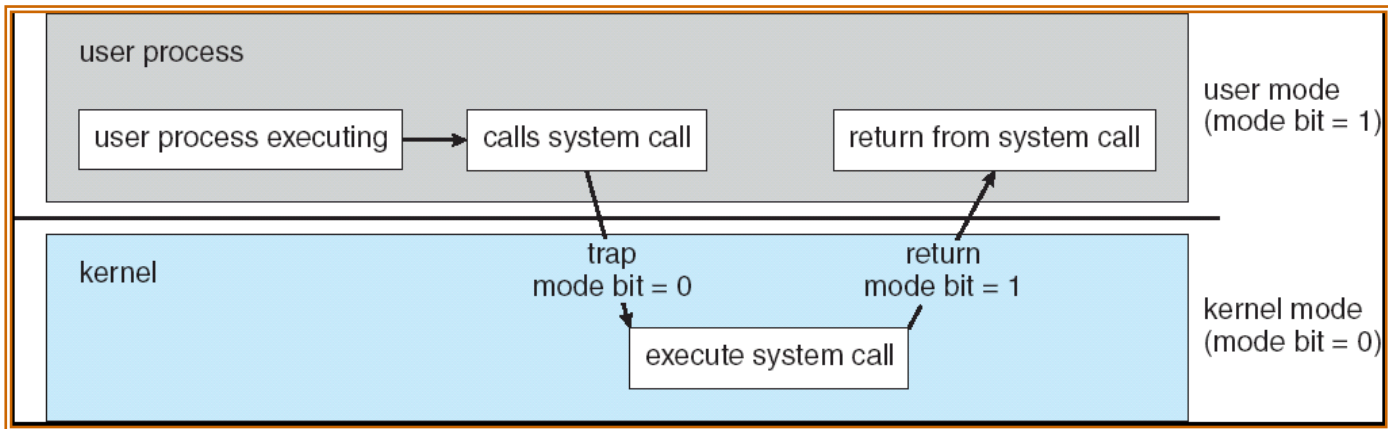 user process
user mode
(mode bit = 1)
user process executing
calls system call
return from system call
trap
mode bit = 0
return
mode bit = 1
kernel
kernel mode
(mode bit = 0)
execute system call